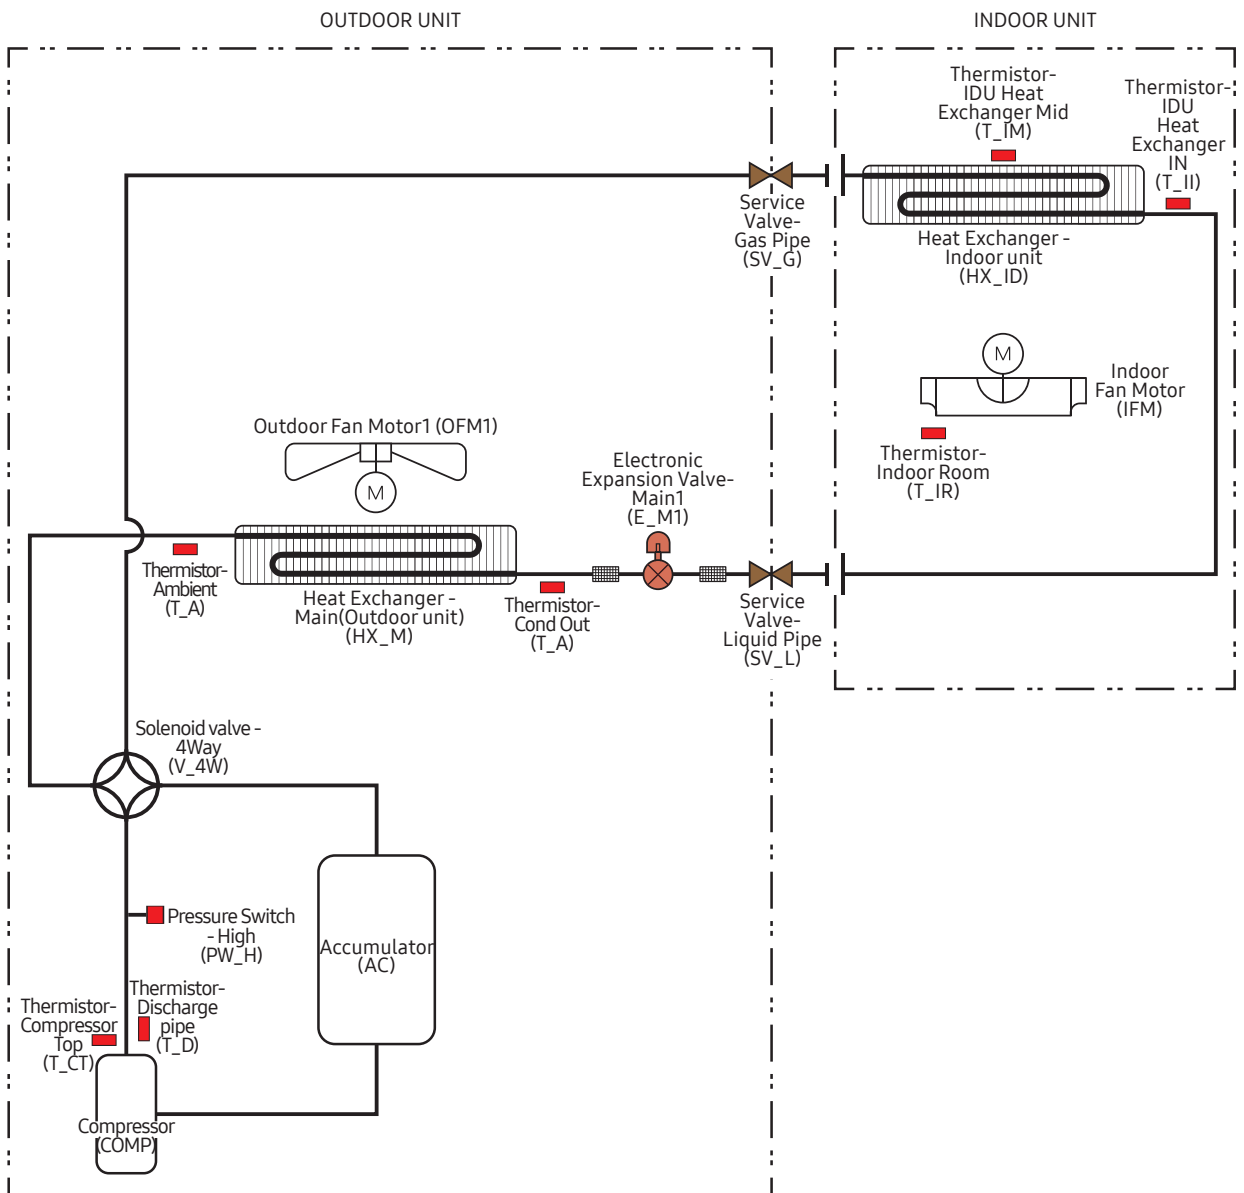 OUTDOOR UNIT
INDOOR UNIT
Thermistor-
IDU Heat
Exchanger Mid
(T_IM)
Thermistor-
IDU
Heat
Exchanger
IN
(T_II)
Service
Valve-
Gas Pipe
(SV_G)
Heat Exchanger -
Indoor unit
(HX_ID)
M
Indoor
Fan Motor
(IFM)
Thermistor-
Indoor Room
(T_IR)
Outdoor Fan Motor1 (OFM1)
M
Electronic
Expansion Valve-
Main1
(E_M1)
Thermistor-
Ambient
(T_A)
Heat Exchanger -
Main(Outdoor unit)
(HX_M)
Thermistor-
Cond Out
(T_A)
Service
Valve-
Liquid Pipe
(SV_L)
Solenoid valve -
4Way
(V_4W)
Pressure Switch
- High
(PW_H)
Accumulator
(AC)
Thermistor-
Discharge
pipe
(T_D)
Thermistor-
Compressor
Top
(T_CT)
Compressor
(COMP)